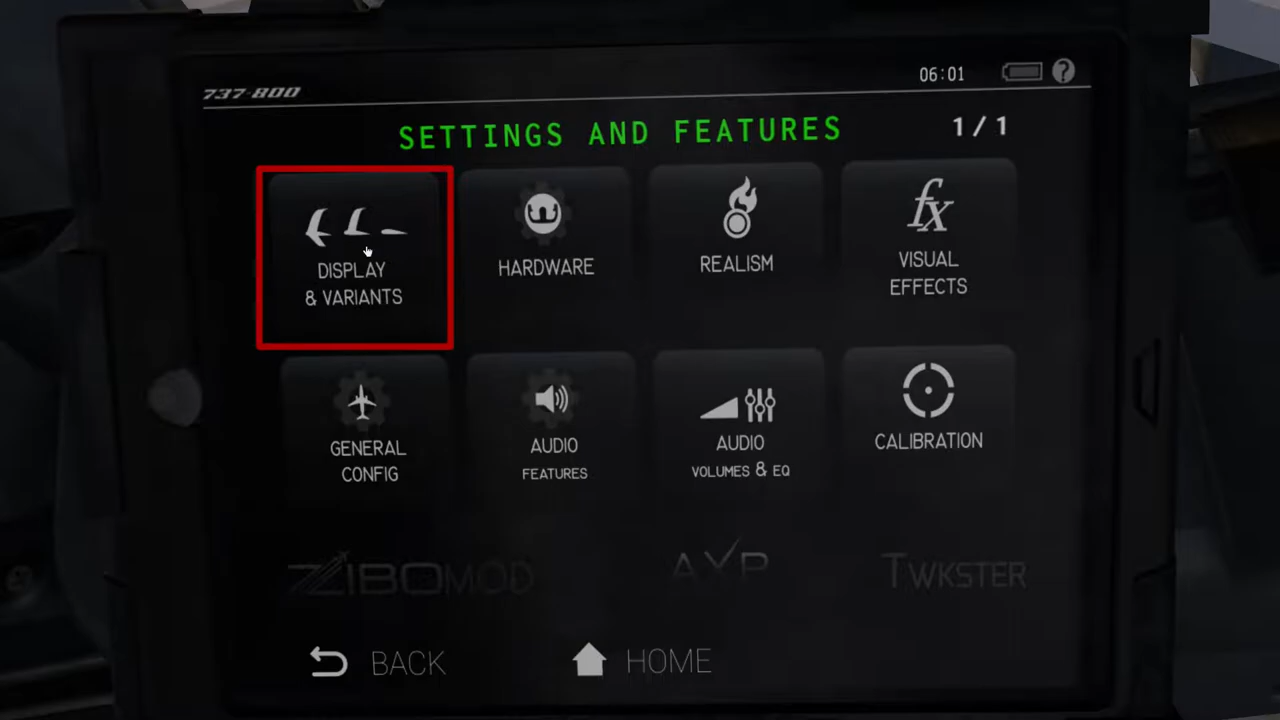 737-800
06:01
SETTINGS AND FEATURES
1/1
DISPLAY
& VARIANTS
HARDWARE
REALISM
fx
VISUAL
EFFECTS
GENERAL
CONFIG
AUDIO
FEATURES
AUDIO
VOLUMES & EQ
CALIBRATION
ZIBOMOD
AXP
TWKSTER
BACK
HOME